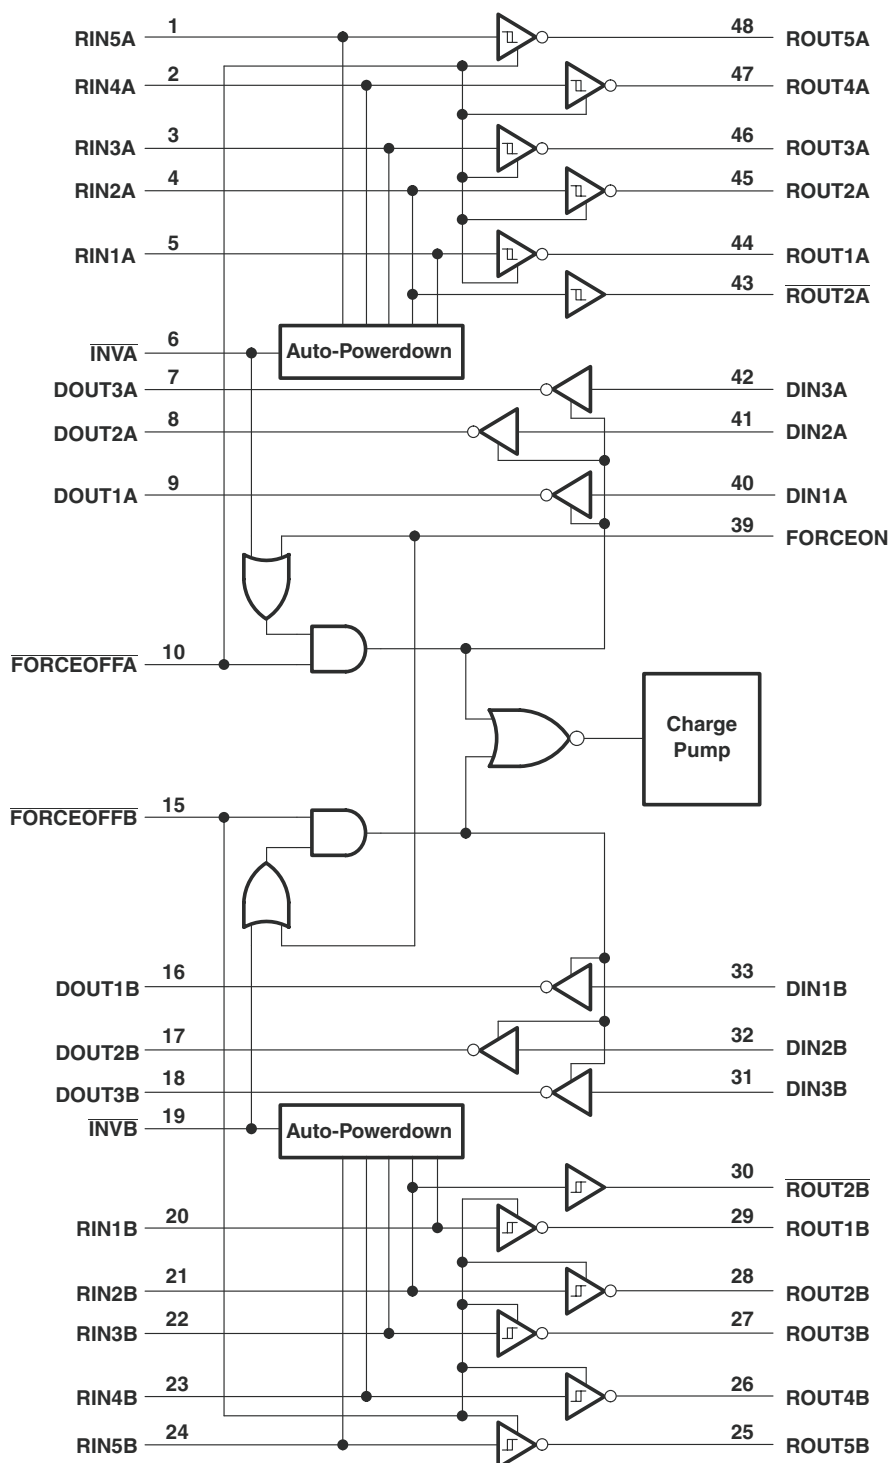 RIN5A 1 48 ROUT5A
RIN4A 2 47 ROUT4A
RIN3A 3 46 ROUT3A
RIN2A 4 45 ROUT2A
RIN1A 5 44 ROUT1A
43 ROUT2A
INVA 6 Auto-Powerdown
DOUT3A 7 42 DIN3A
DOUT2A 8 41 DIN2A
DOUT1A 9 40 DIN1A
39 FORCEON
FORCEOFFA 10
Charge
Pump
FORCEOFFB 15
DOUT1B 16 33 DIN1B
DOUT2B 17 32 DIN2B
DOUT3B 18 31 DIN3B
INVB 19 Auto-Powerdown
30 ROUT2B
RIN1B 20 29 ROUT1B
RIN2B 21 28 ROUT2B
RIN3B 22 27 ROUT3B
RIN4B 23 26 ROUT4B
RIN5B 24 25 ROUT5B